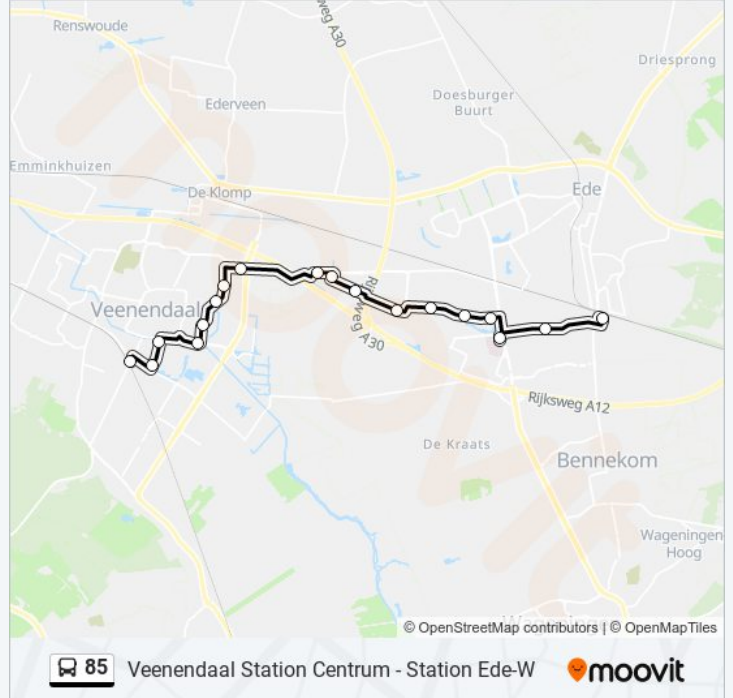 Renswoude
weg A30
Driesprong
Doesburger
Buurt
Ederveen
Emminkhuizen
De Klomp
Ede
Veenendaal
Rijksweg A30
Rijksweg A12
De Kraats
Bennekom
Wageningen
Hoog
© OpenStreetMap contributors | © OpenMapTiles
85 Veenendaal Station Centrum - Station Ede-W
moovit